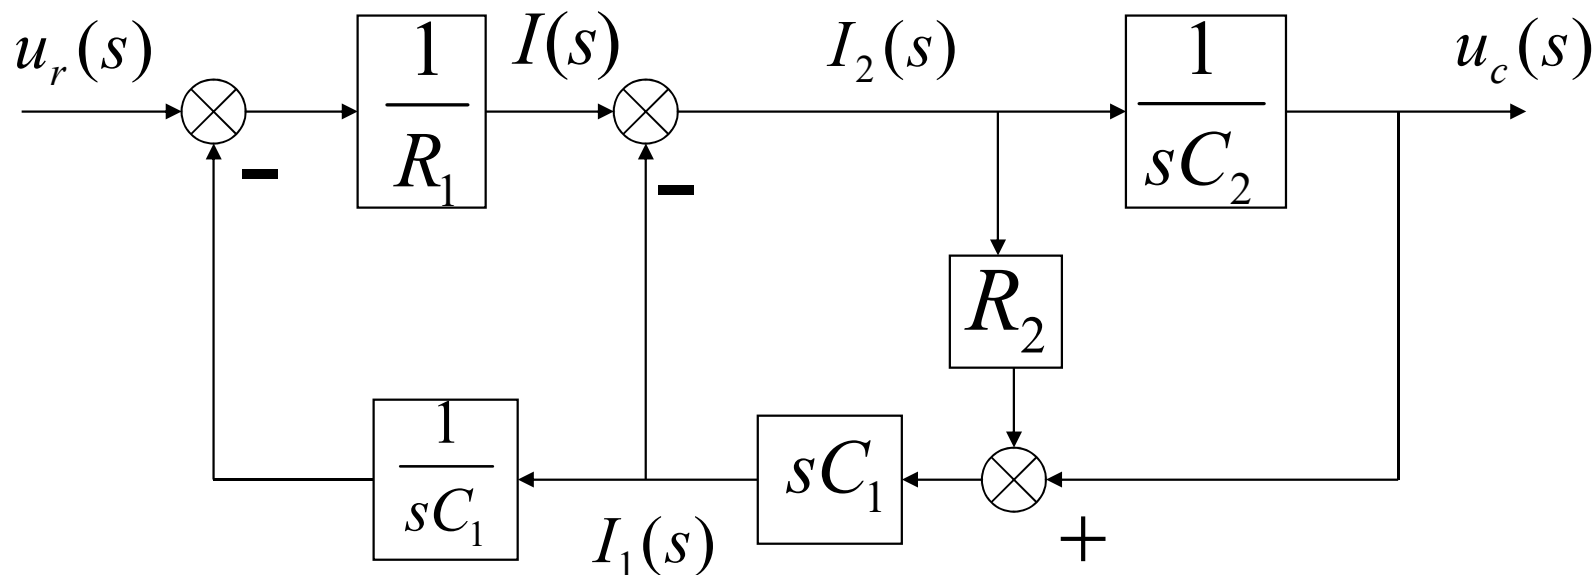 u_r(s)
1/R_1
I(s)
I_2(s)
1/sC_2
u_c(s)
-
-
R_2
1/sC_1
I_1(s)
sC_1
+